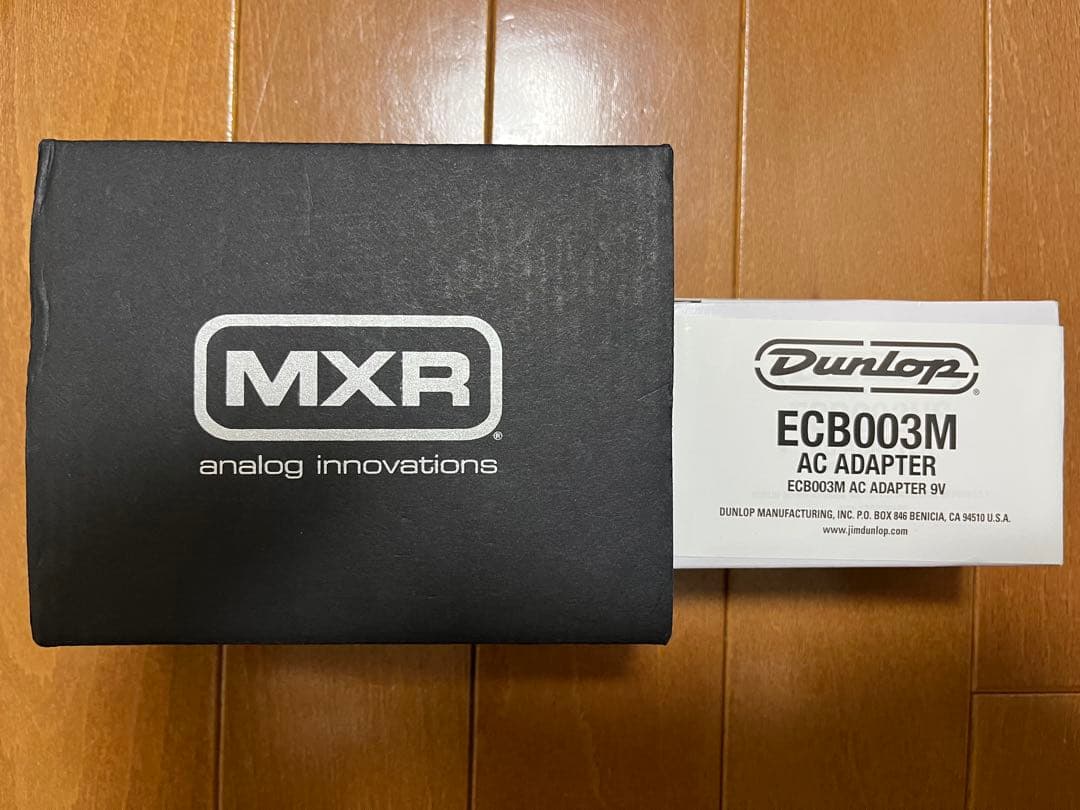 MXR®
analog innovations
Dunlop®
ECB003M
AC ADAPTER
ECB003M AC ADAPTER 9V
DUNLOP MANUFACTURING, INC. P.O. BOX 846 BENICIA, CA 94510 U.S.A.
www.jimdunlop.com